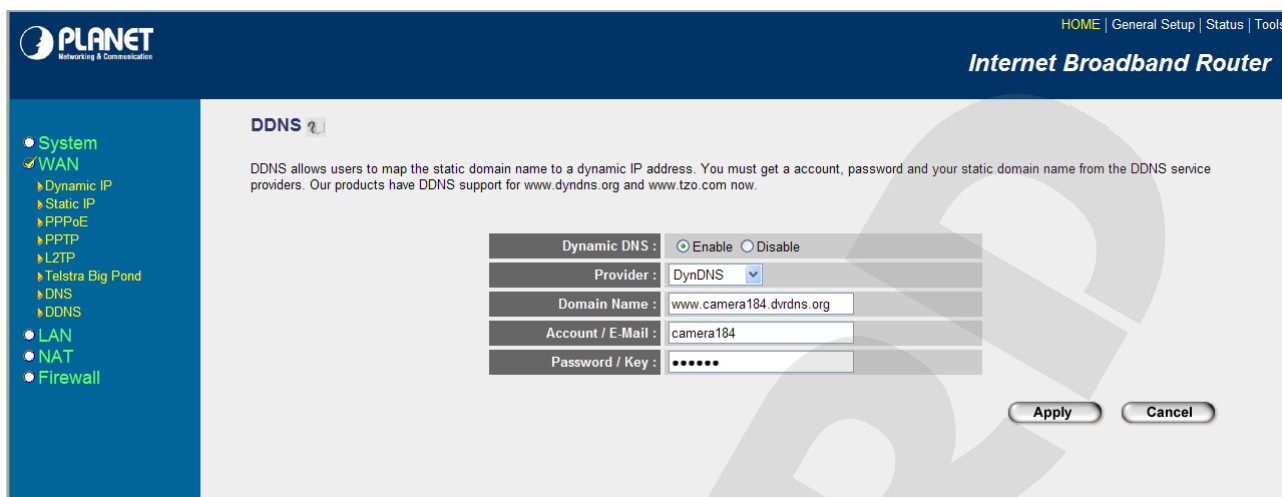 PLANET
Networking & Communication
HOME | General Setup | Status | Tools
Internet Broadband Router
System
WAN
Dynamic IP
Static IP
PPPoE
PPTP
L2TP
Telstra Big Pond
DNS
DDNS
LAN
NAT
Firewall
DDNS
DDNS allows users to map the static domain name to a dynamic IP address. You must get a account, password and your static domain name from the DDNS service
providers. Our products have DDNS support for www.dyndns.org and www.tzo.com now.
Dynamic DNS : Enable Disable
Provider : DynDNS
Domain Name : www.camera184.dvrdns.org
Account / E-Mail : camera184
Password / Key : ••••••
Apply Cancel